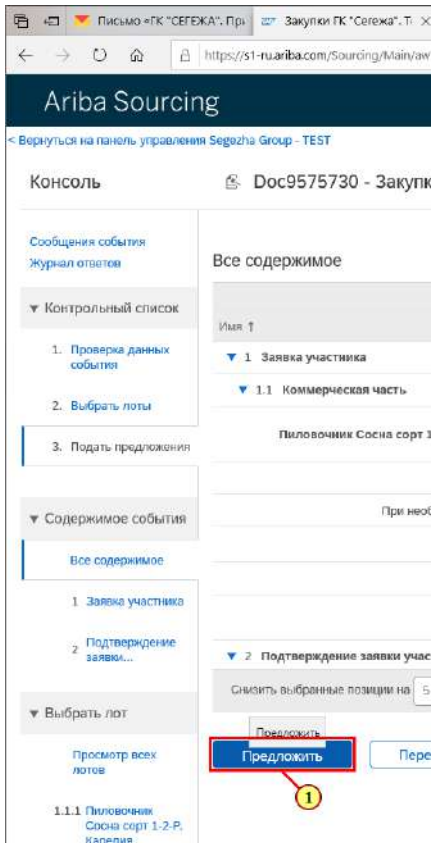 Письмо «ГК "СЕГЕЖА". При
Закупки ГК "Сегежа". Т
https://s1-ru.ariba.com/Sourcing/Main/aw
Ariba Sourcing
< Вернуться на панель управления Segezha Group - TEST
Консоль
Doc9575730 - Закупк
Сообщения события
Журнал ответов
Все содержимое
▼ Контрольный список
Имя ↑
1. Проверка данных
события
▼ 1 Заявка участника
▼ 1.1 Коммерческая часть
2. Выбрать лоты
Пиловочник Сосна сорт 1
3. Подать предложения
При необ
▼ Содержимое события
Все содержимое
1 Заявка участника
2 Подтверждение
заявки...
▼ 2 Подтверждение заявки учас
Снизить выбранные позиции на 5
▼ Выбрать лот
Предложить
Просмотр всех
лотов
Предложить
Пере
1
1.1.1 Пиловочник
Сосна сорт 1-2-Р,
Карелия